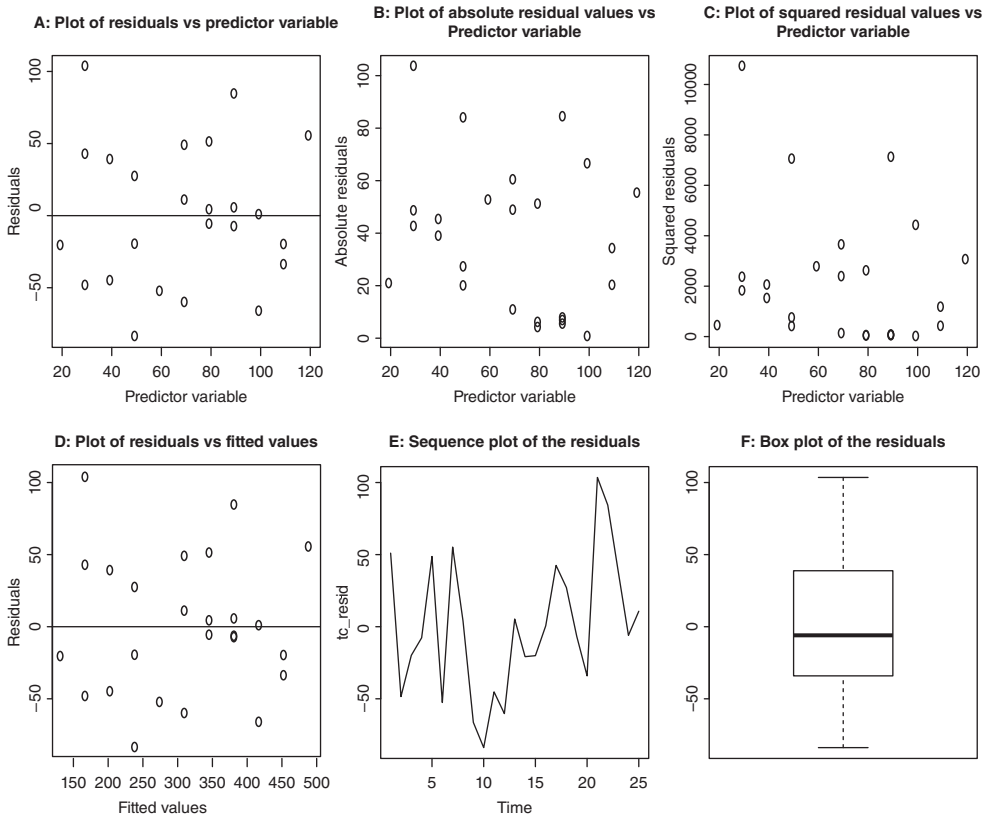 A: Plot of residuals vs predictor variable
100
50
0
−50
Residuals
20 40 60 80 100 120
Predictor variable
B: Plot of absolute residual values vs
Predictor variable
100
80
60
40
20
0
Absolute residuals
20 40 60 80 100 120
Predictor variable
C: Plot of squared residual values vs
Predictor variable
10000
8000
6000
4000
2000
0
Squared residuals
20 40 60 80 100 120
Predictor variable
D: Plot of residuals vs fitted values
100
50
0
−50
Residuals
150 200 250 300 350 400 450 500
Fitted values
E: Sequence plot of the residuals
100
50
0
−50
tc_resid
5 10 15 20 25
Time
F: Box plot of the residuals
100
50
0
−50